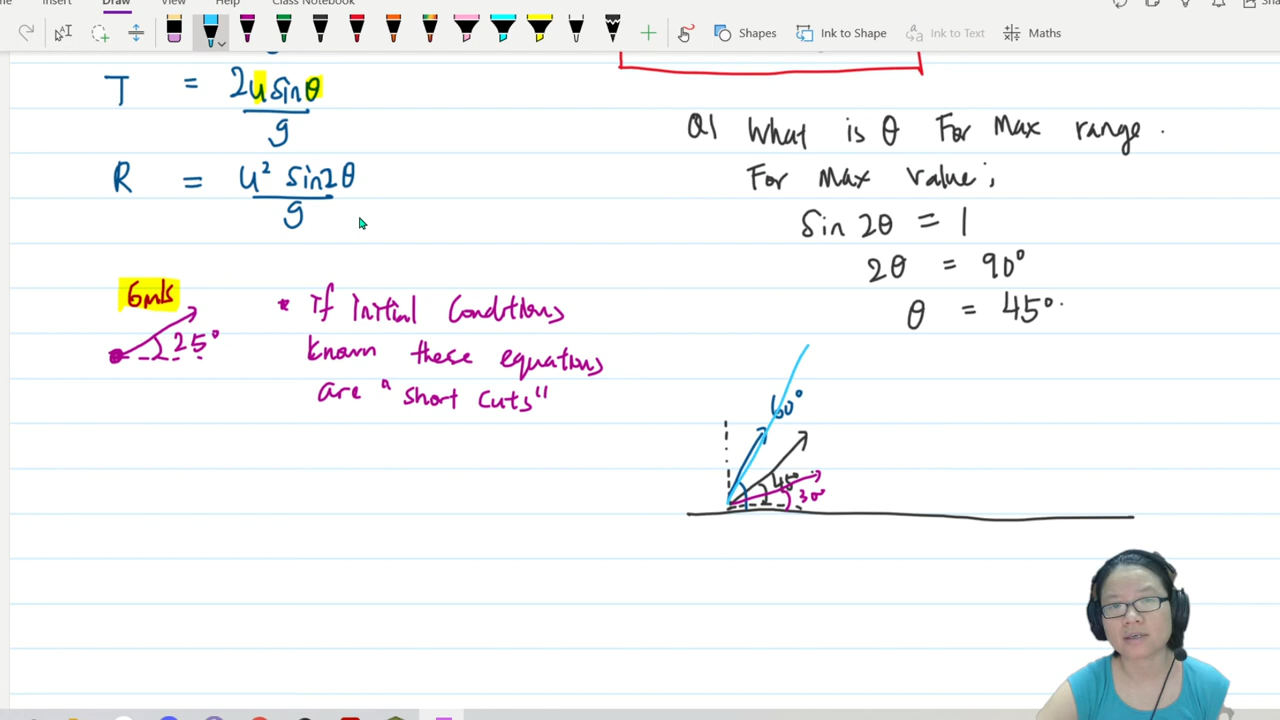 Insert Draw View Help Class Notebook
Shapes Ink to Shape Ink to Text Maths
T = 2u sin θ
g
R = u² sin2θ
g
6m/s
25°
* If initial conditions
known these equations
are "short cuts"
Q1 What is θ For Max range.
For Max value;
Sin 2θ = 1
2θ = 90°
θ = 45°.
60°
45°
30°